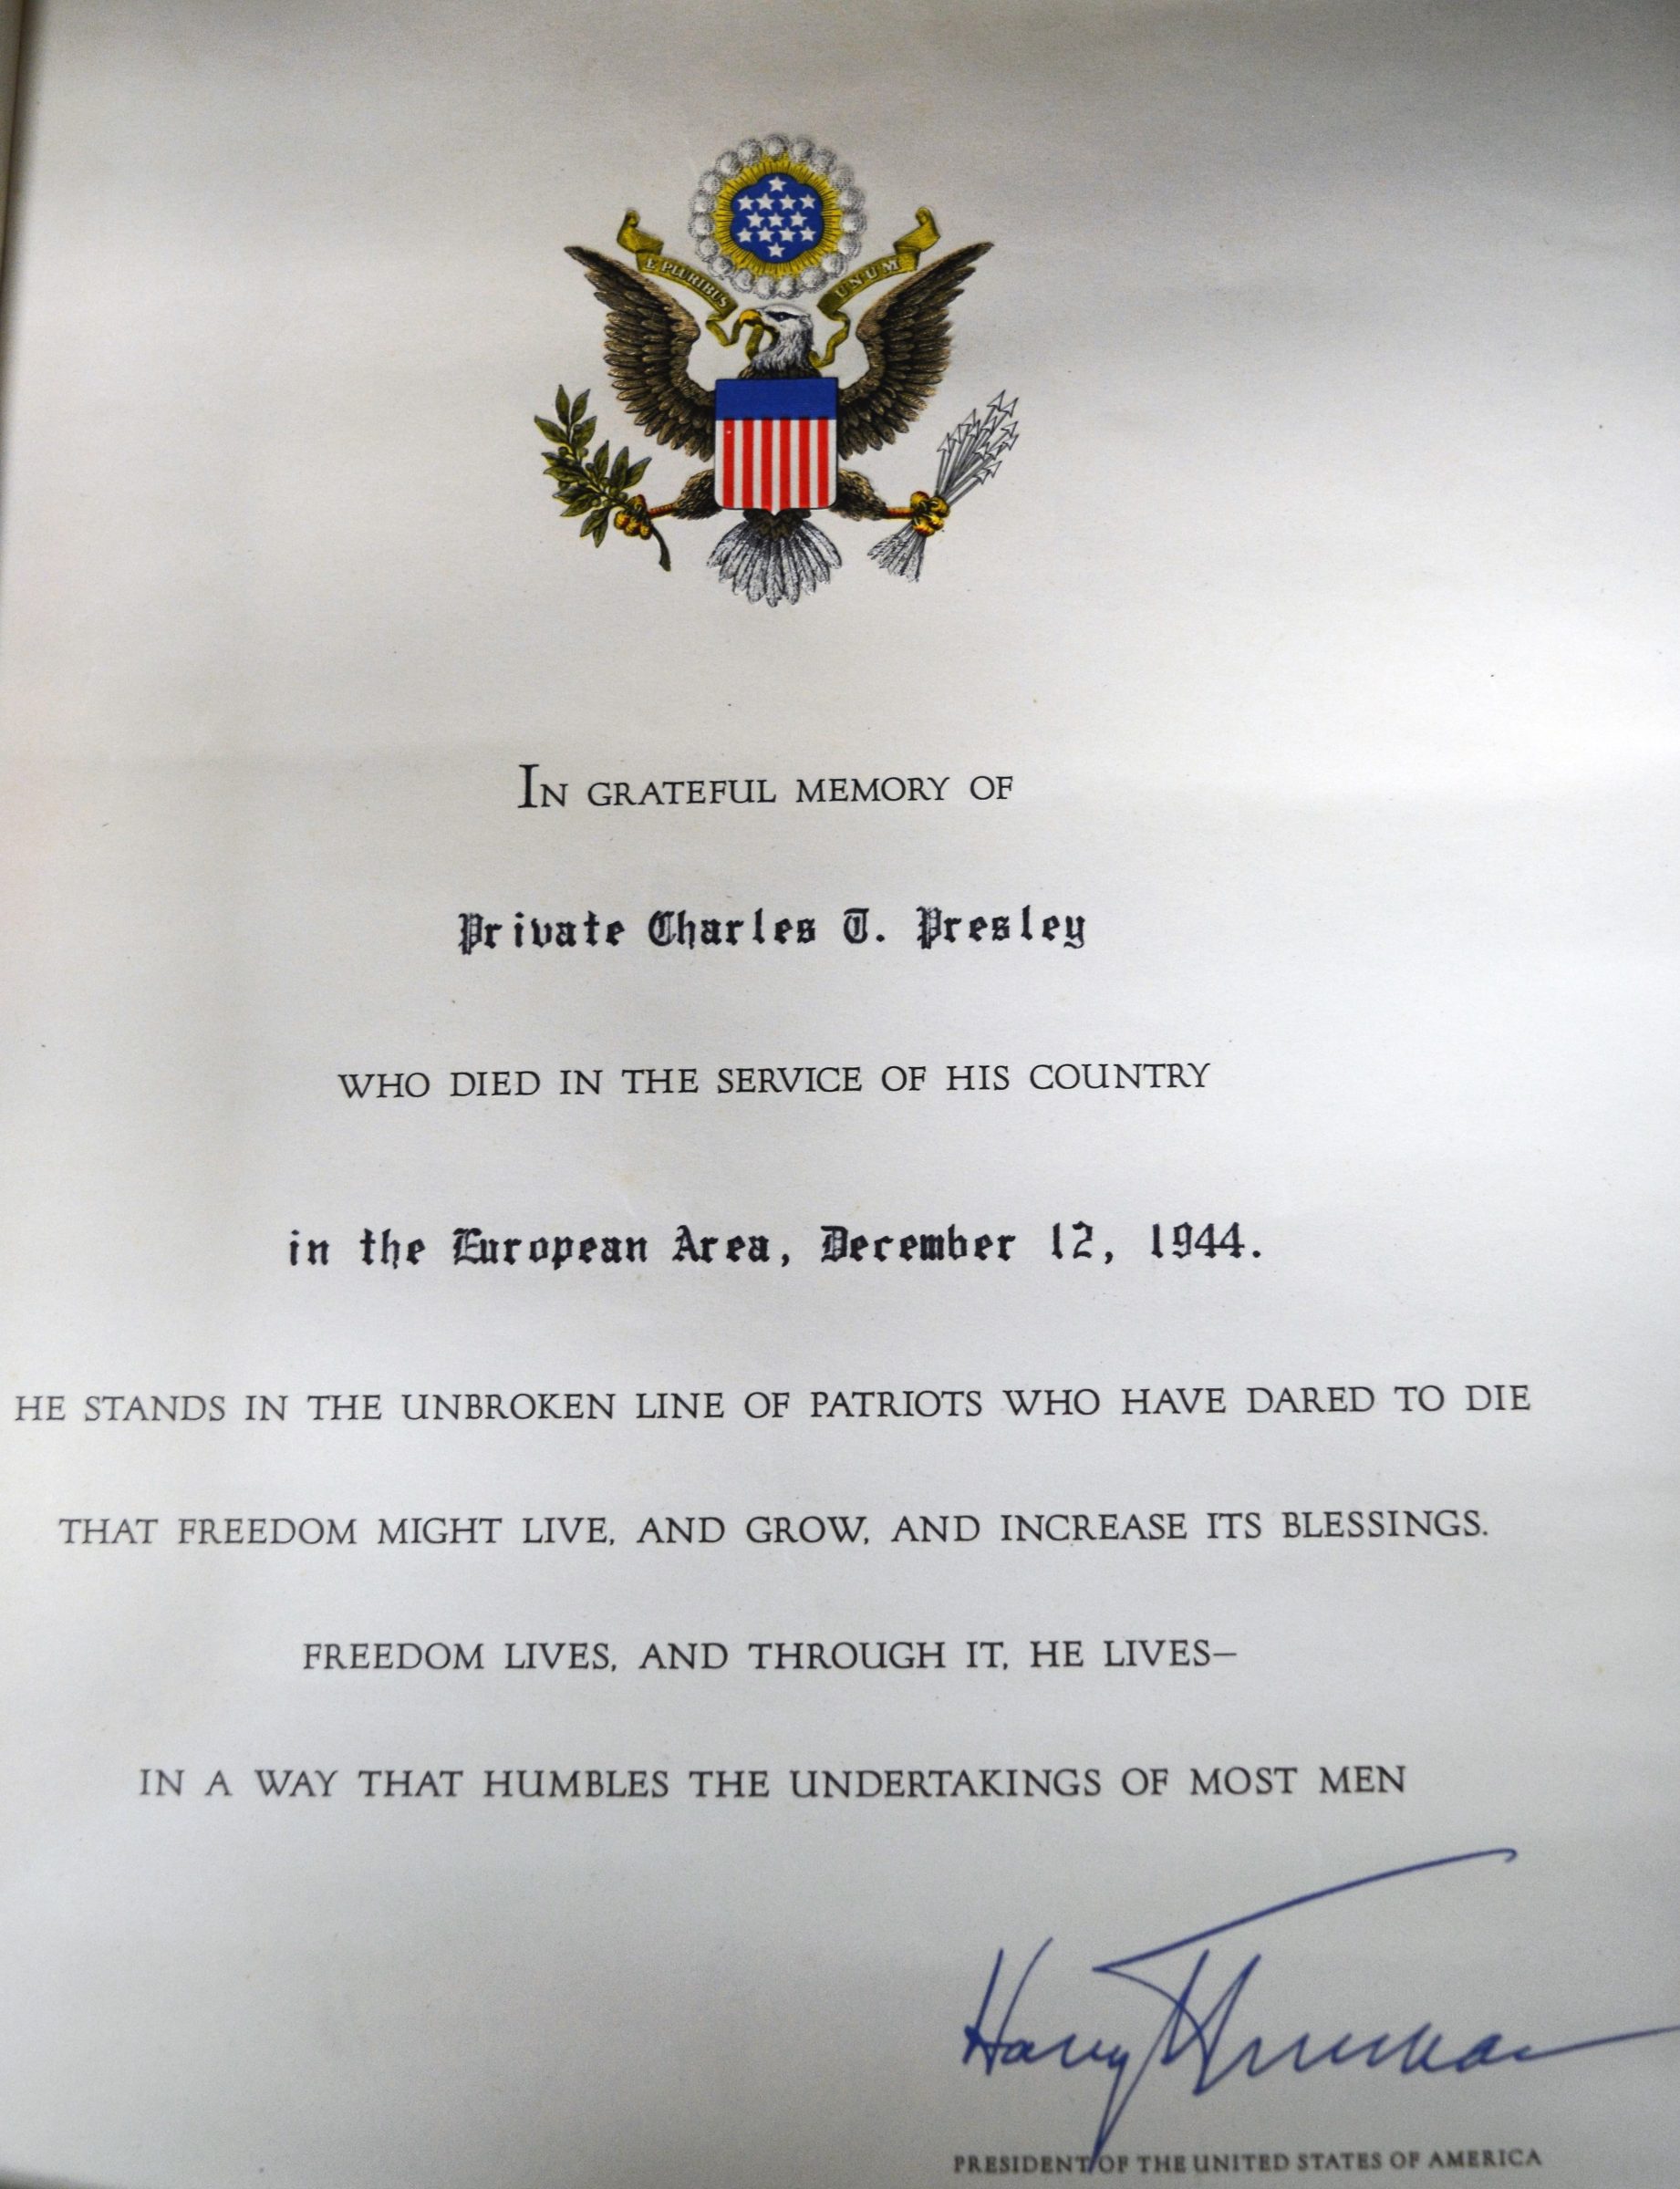 E PLURIBUS UNUM
IN GRATEFUL MEMORY OF
Private Charles T. Presley
WHO DIED IN THE SERVICE OF HIS COUNTRY
in the European Area, December 12, 1944.
HE STANDS IN THE UNBROKEN LINE OF PATRIOTS WHO HAVE DARED TO DIE
THAT FREEDOM MIGHT LIVE, AND GROW, AND INCREASE ITS BLESSINGS.
FREEDOM LIVES, AND THROUGH IT, HE LIVES–
IN A WAY THAT HUMBLES THE UNDERTAKINGS OF MOST MEN
Harry Truman
PRESIDENT OF THE UNITED STATES OF AMERICA